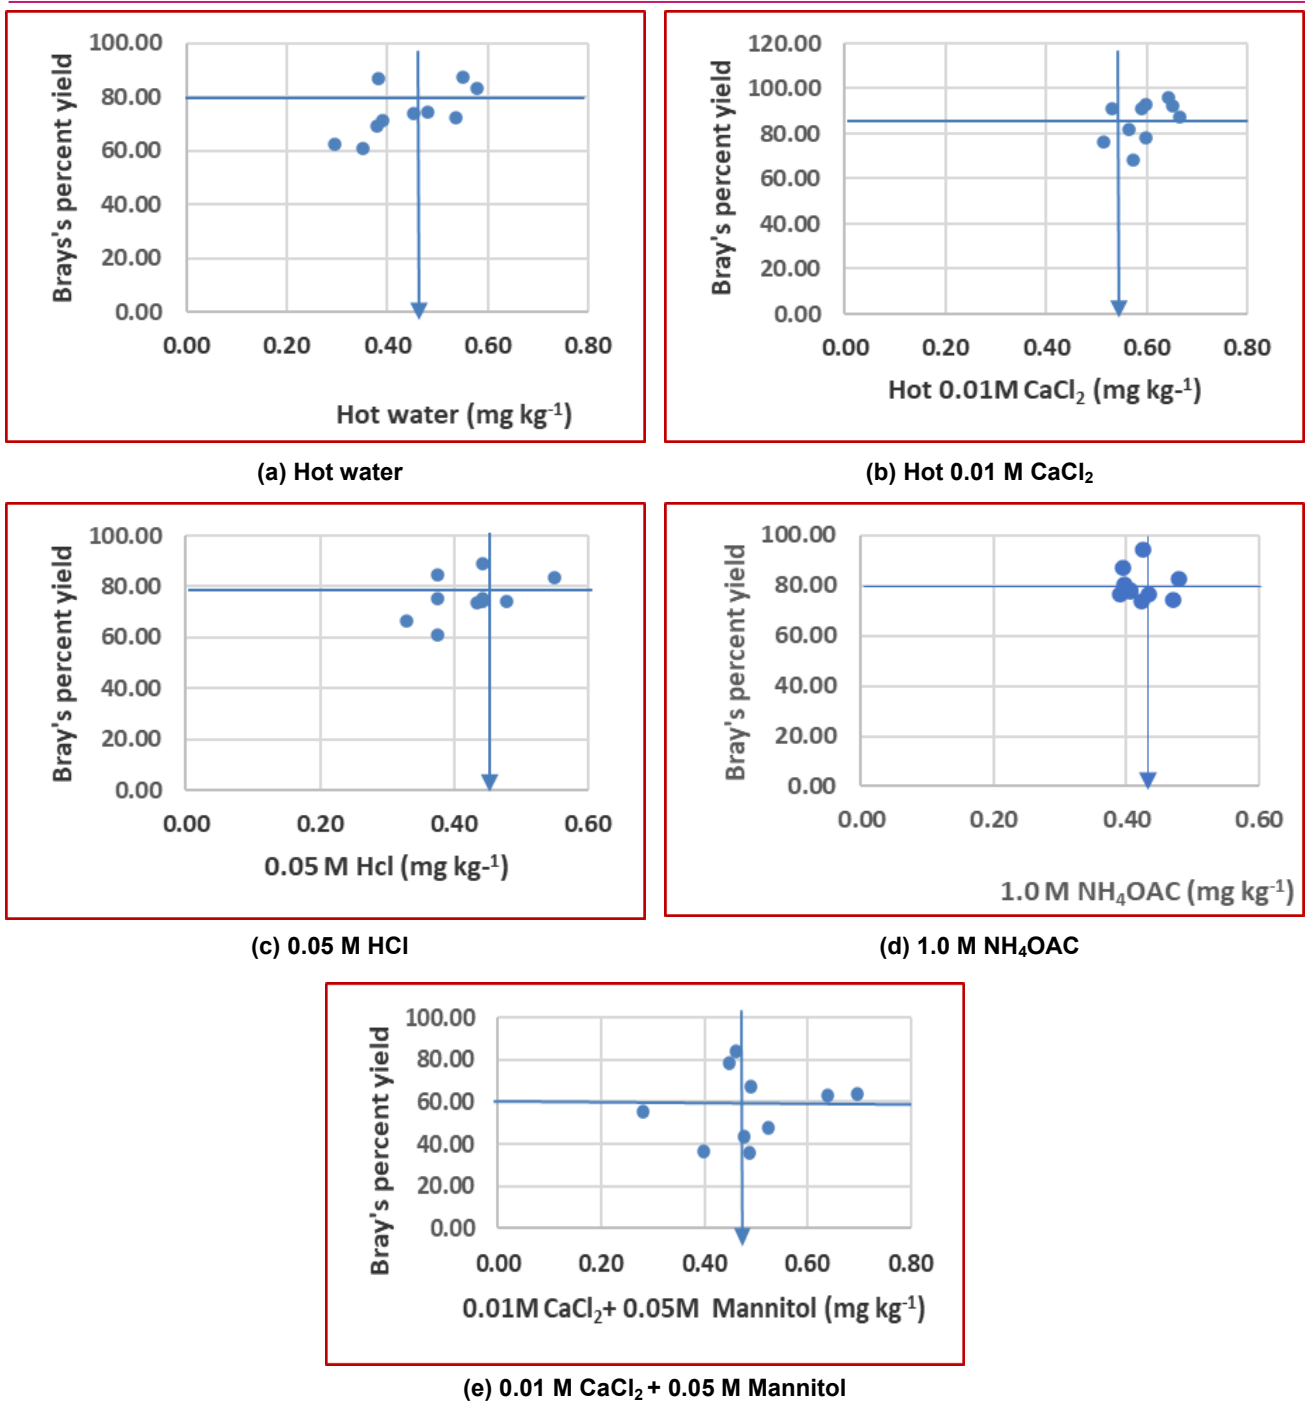 100.00
80.00
60.00
40.00
20.00
0.00
0.00 0.20 0.40 0.60 0.80
Brays's percent yield
Hot water (mg kg-1)
(a) Hot water
120.00
100.00
80.00
60.00
40.00
20.00
0.00
0.00 0.20 0.40 0.60 0.80
Bray's percent yield
Hot 0.01M CaCl2 (mg kg-1)
(b) Hot 0.01 M CaCl2
100.00
80.00
60.00
40.00
20.00
0.00
0.00 0.20 0.40 0.60
Bray's percent yield
0.05 M Hcl (mg kg-1)
(c) 0.05 M HCl
100.00
80.00
60.00
40.00
20.00
0.00
0.00 0.20 0.40 0.60
Bray's percent yield
1.0 M NH4OAC (mg kg-1)
(d) 1.0 M NH4OAC
100.00
80.00
60.00
40.00
20.00
0.00
0.00 0.20 0.40 0.60 0.80
Bray's percent yield
0.01M CaCl2+ 0.05M Mannitol (mg kg-1)
(e) 0.01 M CaCl2 + 0.05 M Mannitol